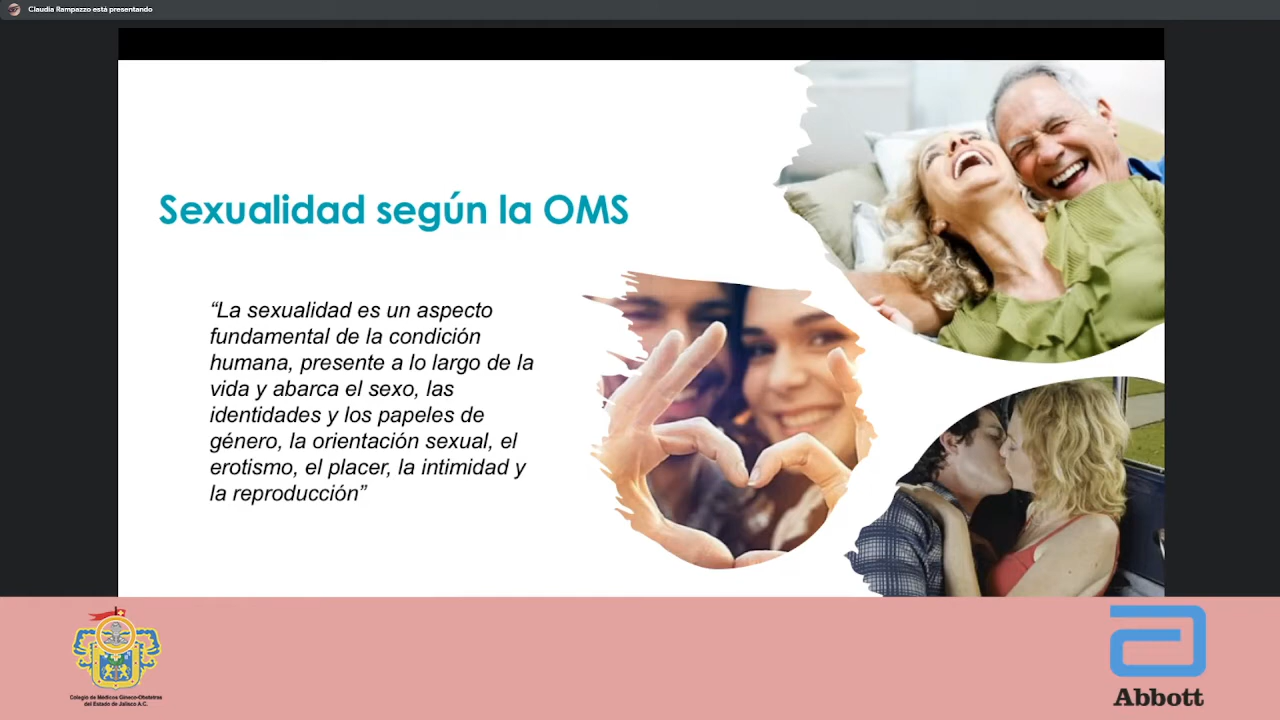 Claudia Rampazzo está presentando
Sexualidad según la OMS
“La sexualidad es un aspecto
fundamental de la condición
humana, presente a lo largo de la
vida y abarca el sexo, las
identidades y los papeles de
género, la orientación sexual, el
erotismo, el placer, la intimidad y
la reproducción”
Colegio de Médicos Gineco-Obstetras
del Estado de Jalisco A.C.
Abbott